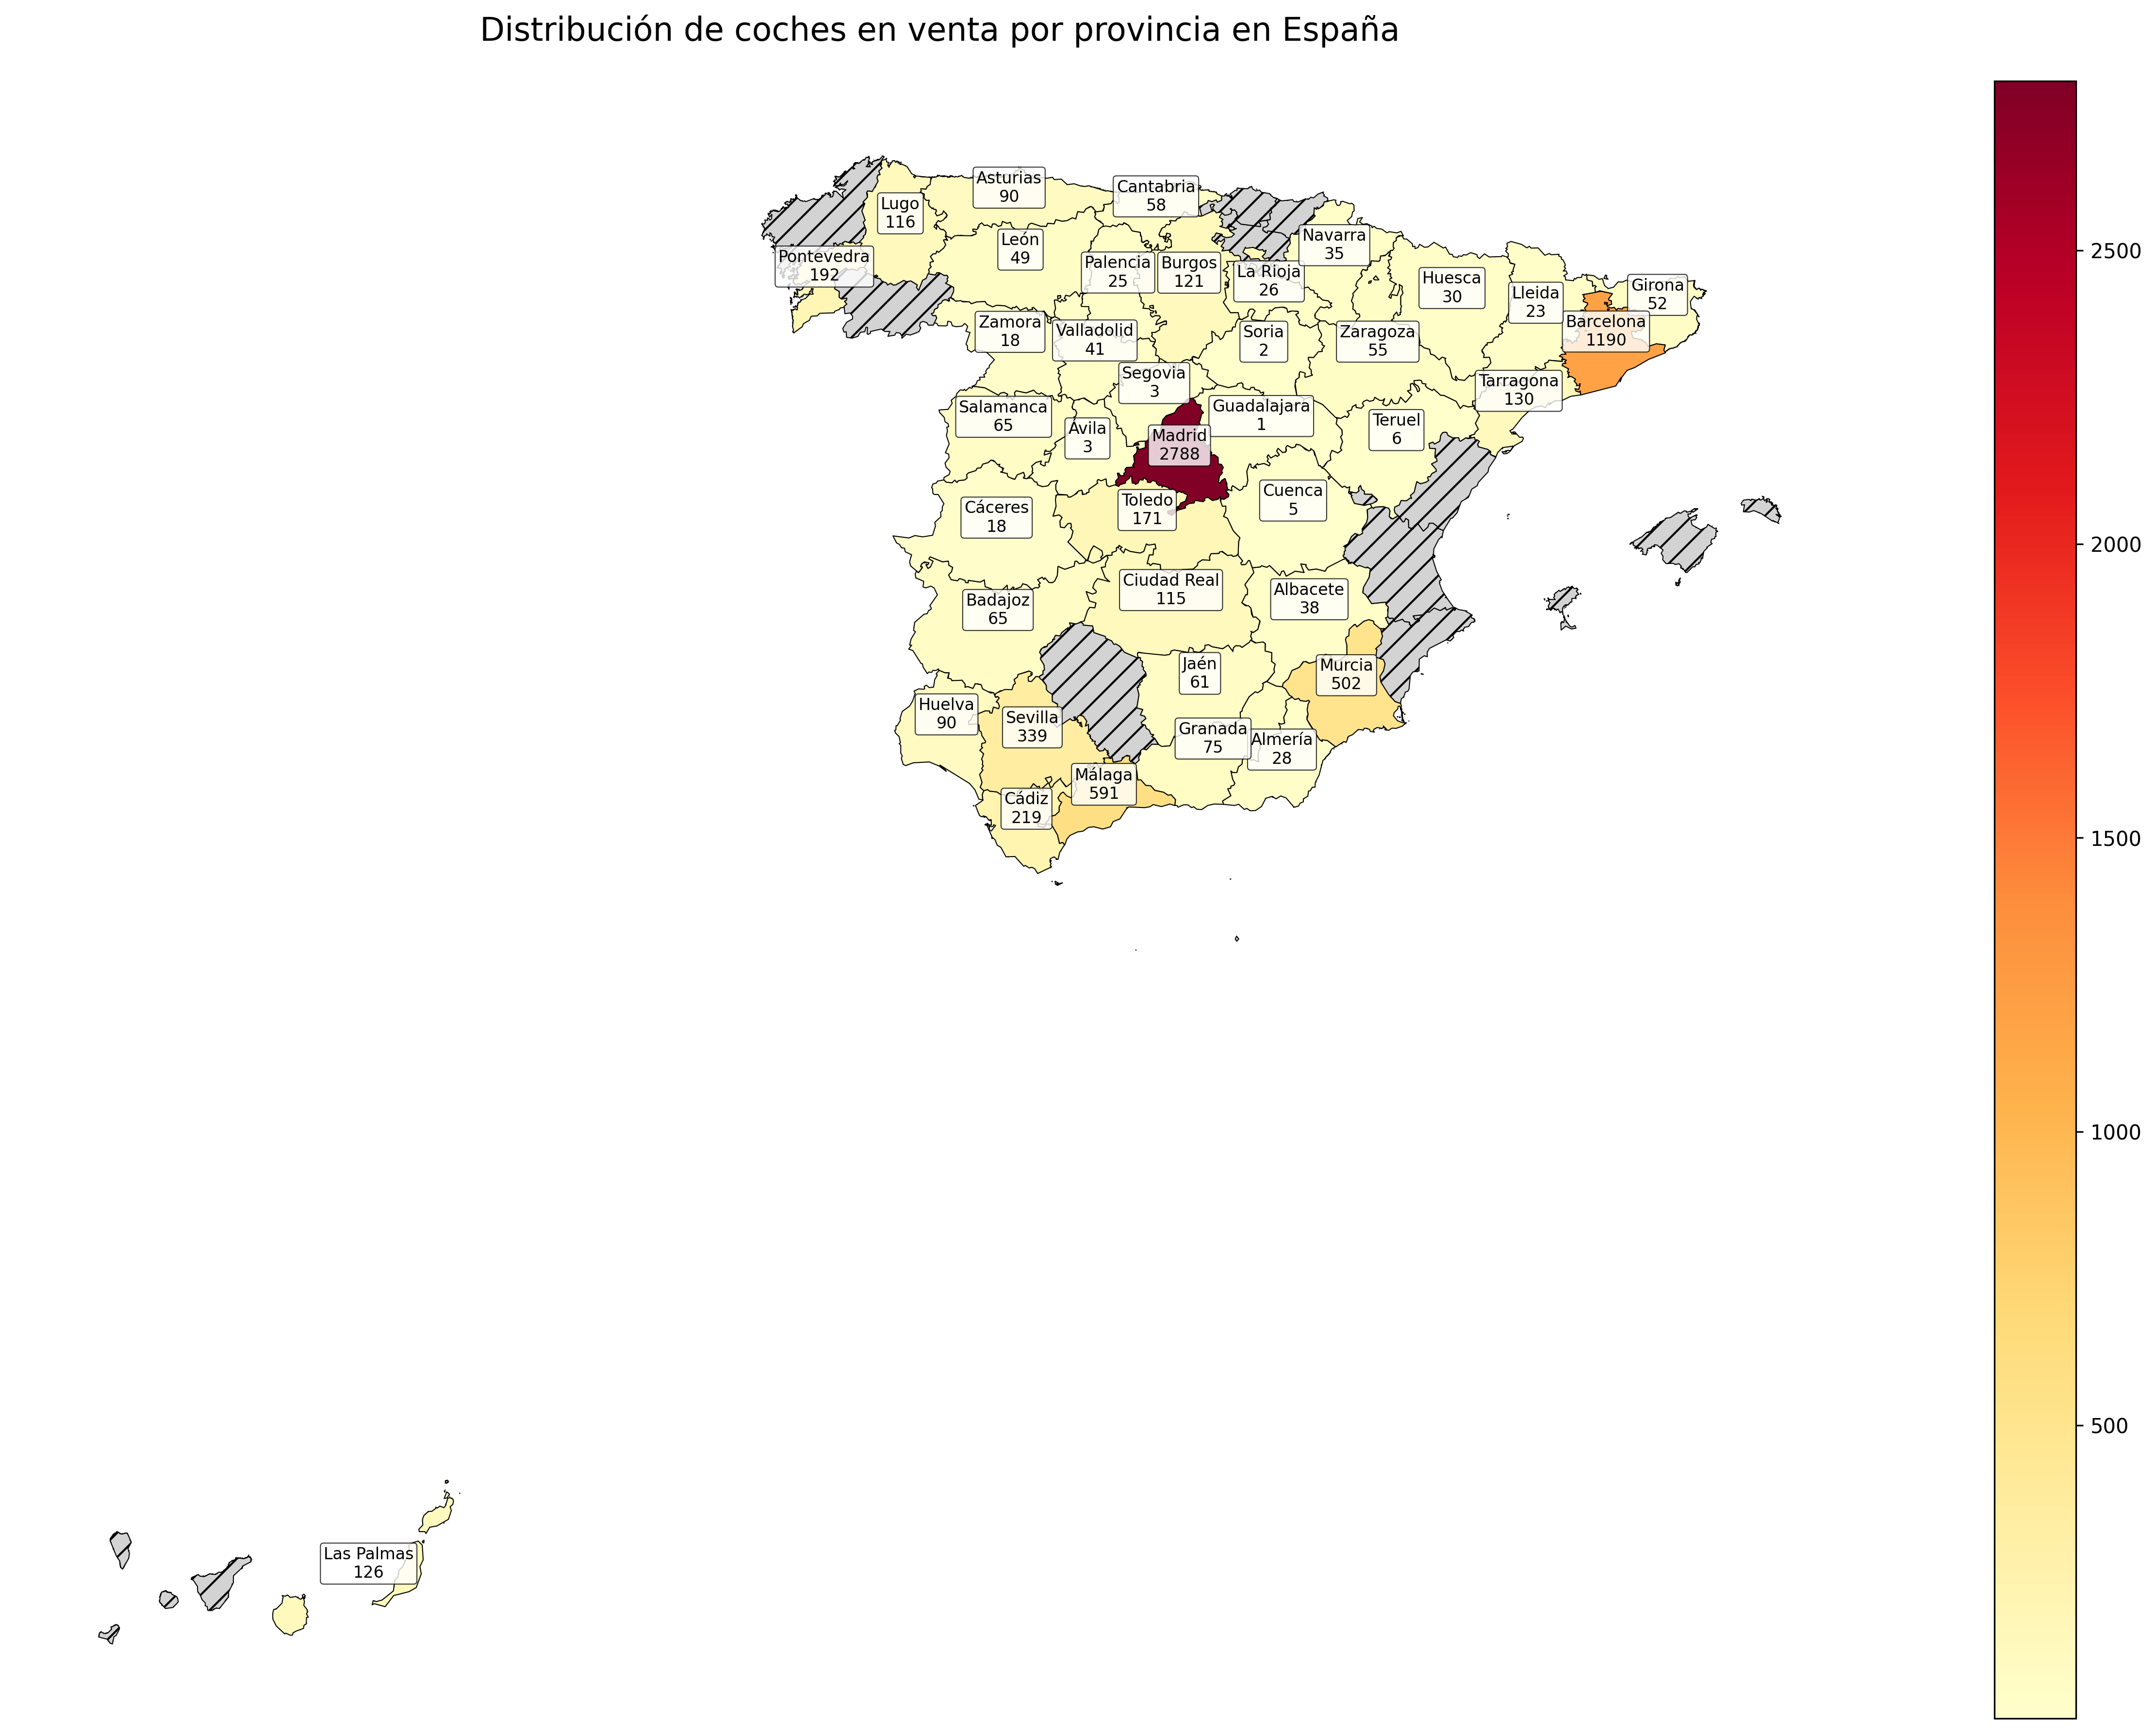 Distribución de coches en venta por provincia en España
Asturias
90
Cantabria
58
Lugo
116
León
49
Navarra
35
Pontevedra
192
Palencia
25
Burgos
121
La Rioja
26
Huesca
30
Lleida
23
Girona
52
Zamora
18
Valladolid
41
Soria
2
Zaragoza
55
Barcelona
1190
Segovia
3
Tarragona
130
Salamanca
65
Ávila
3
Guadalajara
1
Teruel
6
Madrid
2788
Cáceres
18
Toledo
171
Cuenca
5
Badajoz
65
Ciudad Real
115
Albacete
38
Jaén
61
Murcia
502
Huelva
90
Sevilla
339
Granada
75
Almería
28
Málaga
591
Cádiz
219
Las Palmas
126
2500
2000
1500
1000
500